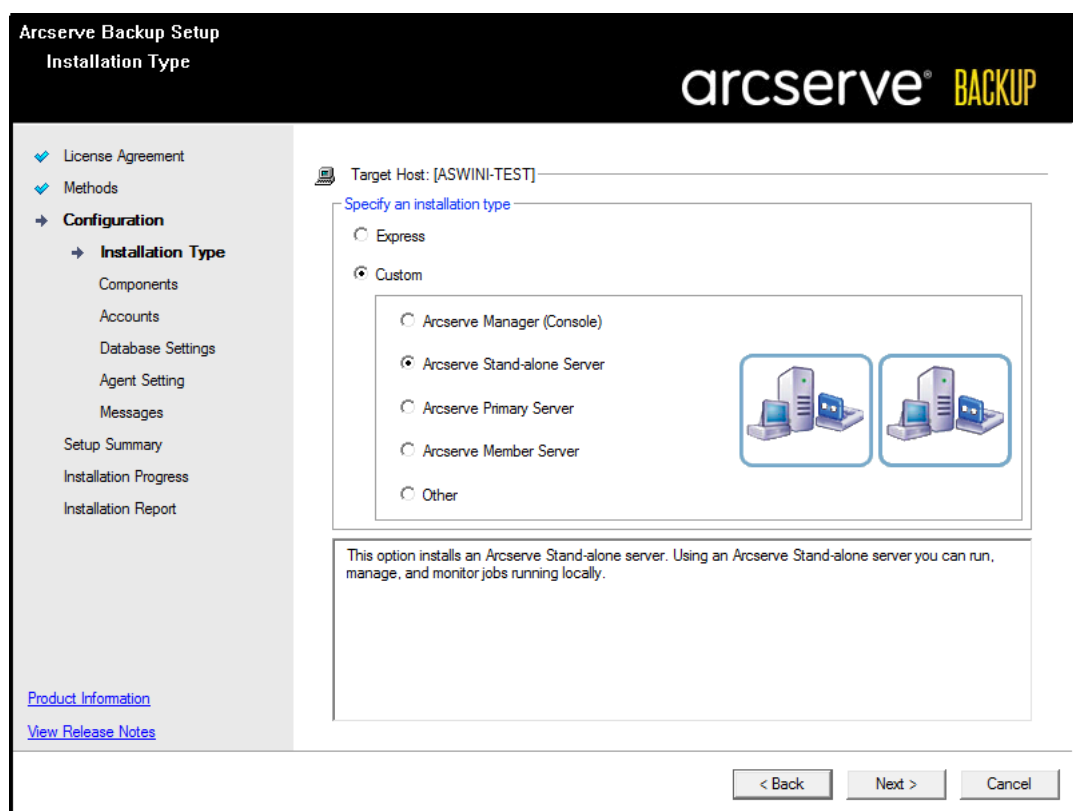 Arcserve Backup Setup
Installation Type
arcserve® BACKUP
License Agreement
Methods
Configuration
Installation Type
Components
Accounts
Database Settings
Agent Setting
Messages
Setup Summary
Installation Progress
Installation Report
Product Information
View Release Notes
Target Host: [ASWINI-TEST]
Specify an installation type
Express
Custom
Arcserve Manager (Console)
Arcserve Stand-alone Server
Arcserve Primary Server
Arcserve Member Server
Other
This option installs an Arcserve Stand-alone server. Using an Arcserve Stand-alone server you can run,
manage, and monitor jobs running locally.
< Back
Next >
Cancel